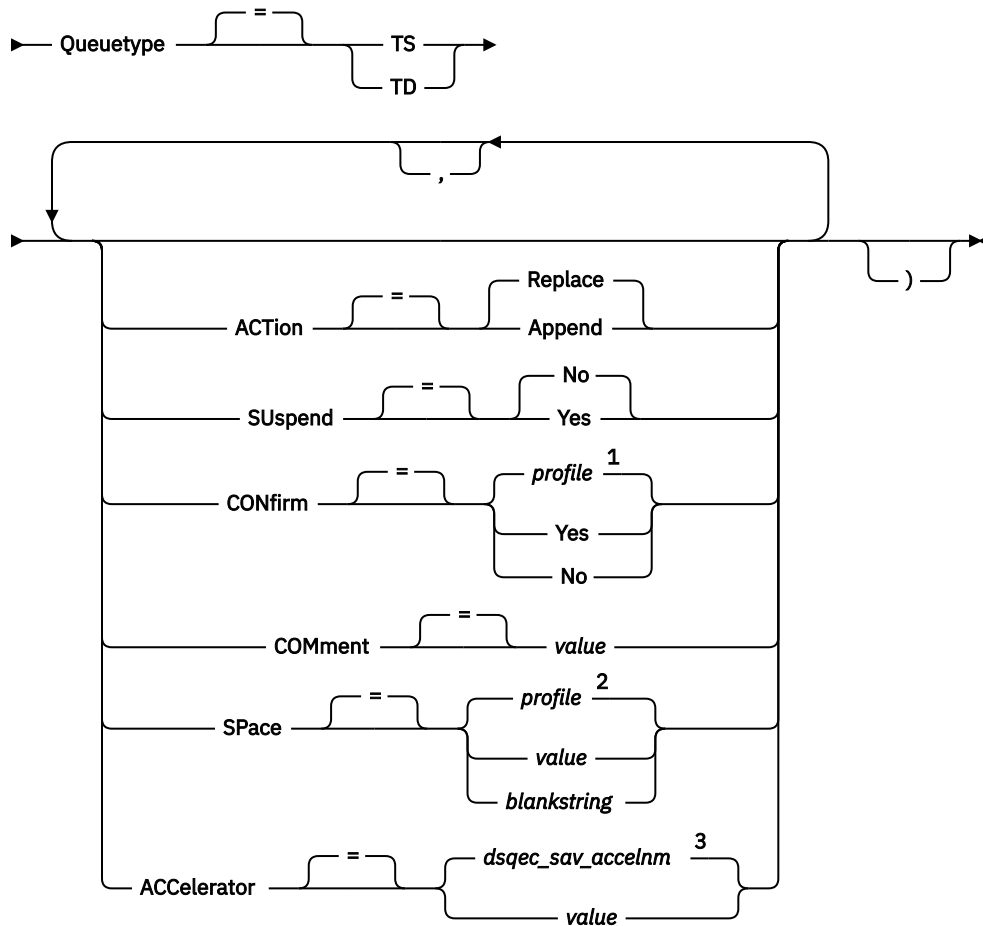 =
Queuetype TS
TD
,
)
Replace
=
ACTion Append
No
=
SUspend Yes
profile 1
=
CONfirm
Yes
No
=
COMment value
profile 2
=
SPace
value
blankstring
dsqec_sav_accelnm 3
=
ACCelerator
value